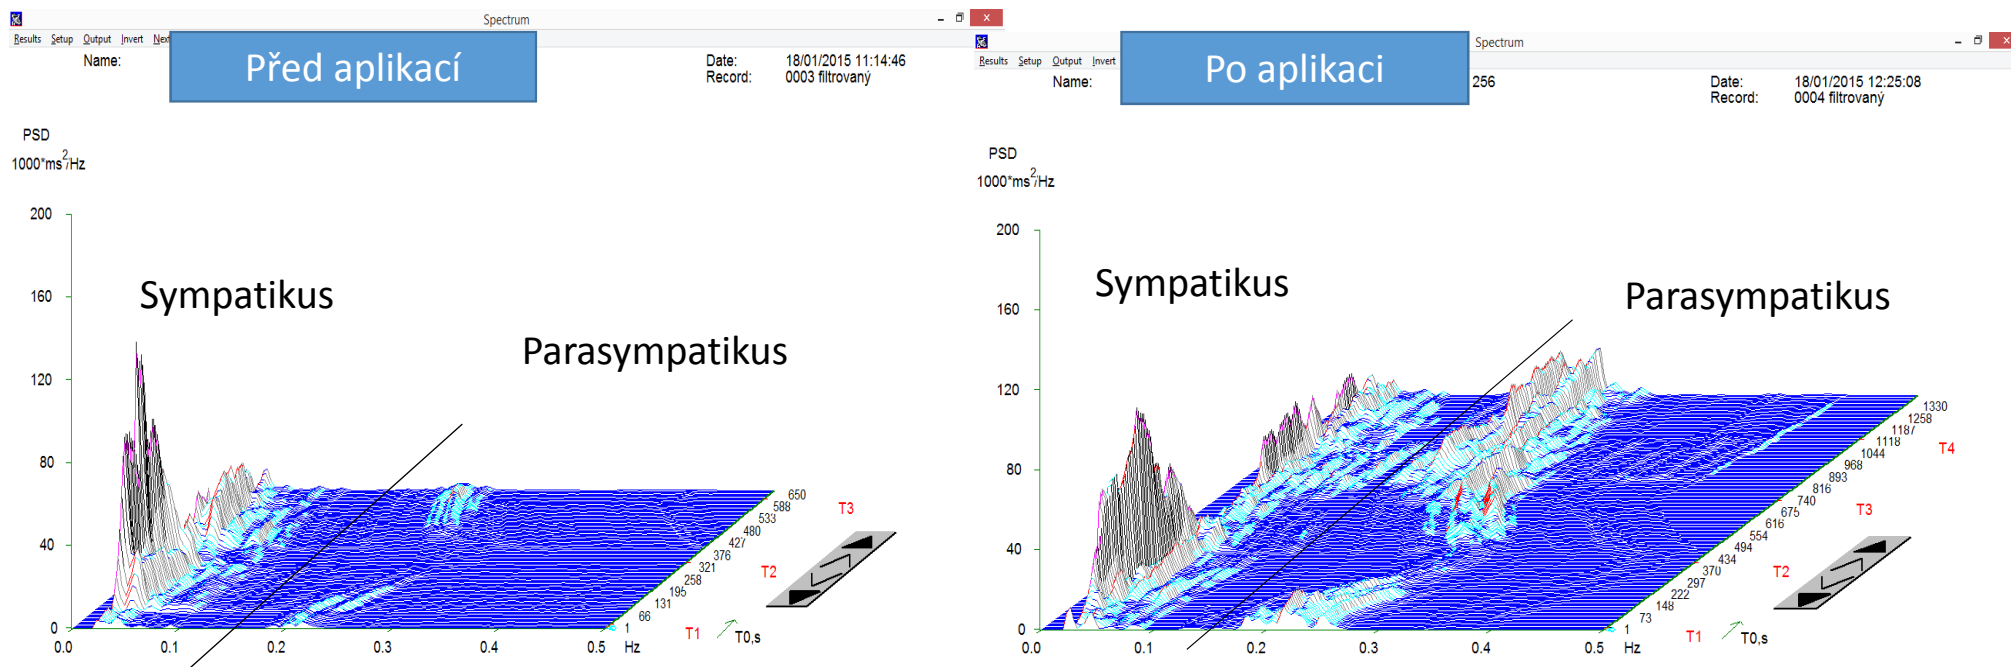 Spectrum
Results Setup Output Invert Next
Před aplikací
Name:
Date: 18/01/2015 11:14:46
Record: 0003 filtrovaný
PSD
1000*ms²/Hz
200
160
120
80
40
0
Sympatikus
Parasympatikus
0.0 0.1 0.2 0.3 0.4 0.5 Hz
650
588
533
480
427
376
321
258
195
131
66
1
T3
T2
T1
T0,s
Spectrum
Results Setup Output Invert
Po aplikaci
Name:
256
Date: 18/01/2015 12:25:08
Record: 0004 filtrovaný
PSD
1000*ms²/Hz
200
160
120
80
40
0
Sympatikus
Parasympatikus
0.0 0.1 0.2 0.3 0.4 0.5 Hz
1330
1258
1187
1118
1044
968
893
816
740
675
616
554
494
434
370
297
222
148
73
1
T4
T3
T2
T1
T0,s